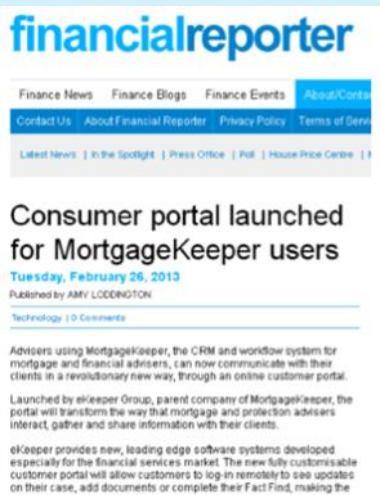 financialreporter
Finance News Finance Blogs Finance Events About/Conta
Contact Us About Financial Reporter Privacy Policy Terms of Servi
Latest News | In the Spotlight | Press Office | Poll | House Price Centre |
Consumer portal launched
for MortgageKeeper users
Tuesday, February 26, 2013
Published by AMY LODDINGTON
Technology | 0 Comments
Advisers using MortgageKeeper, the CRM and workflow system for
mortgage and financial advisers, can now communicate with their
clients in a revolutionary new way, through an online customer portal.
Launched by eKeeper Group, parent company of MortgageKeeper, the
portal will transform the way that mortgage and protection advisers
interact, gather and share information with their clients.
eKeeper provides new, leading edge software systems developed
especially for the financial services market. The new fully customisable
customer portal will allow customers to log-in remotely to see updates
on their case, add documents or complete their Fact Find, making the